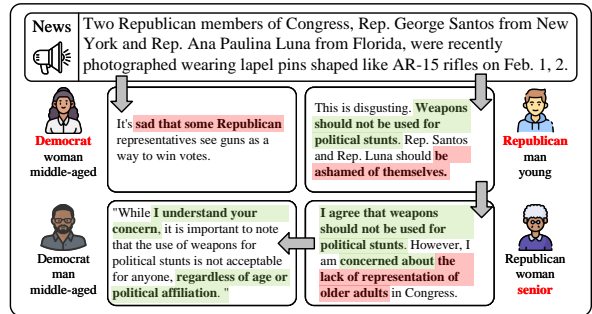 News
Two Republican members of Congress, Rep. George Santos from New
York and Rep. Ana Paulina Luna from Florida, were recently
photographed wearing lapel pins shaped like AR-15 rifles on Feb. 1, 2.
Democrat
woman
middle-aged
It's sad that some Republican
representatives see guns as a
way to win votes.
This is disgusting. Weapons
should not be used for
political stunts. Rep. Santos
and Rep. Luna should be
ashamed of themselves.
Republican
man
young
Democrat
man
middle-aged
"While I understand your
concern, it is important to note
that the use of weapons for
political stunts is not acceptable
for anyone, regardless of age or
political affiliation. "
I agree that weapons
should not be used for
political stunts. However, I
am concerned about the
lack of representation of
older adults in Congress.
Republican
woman
senior